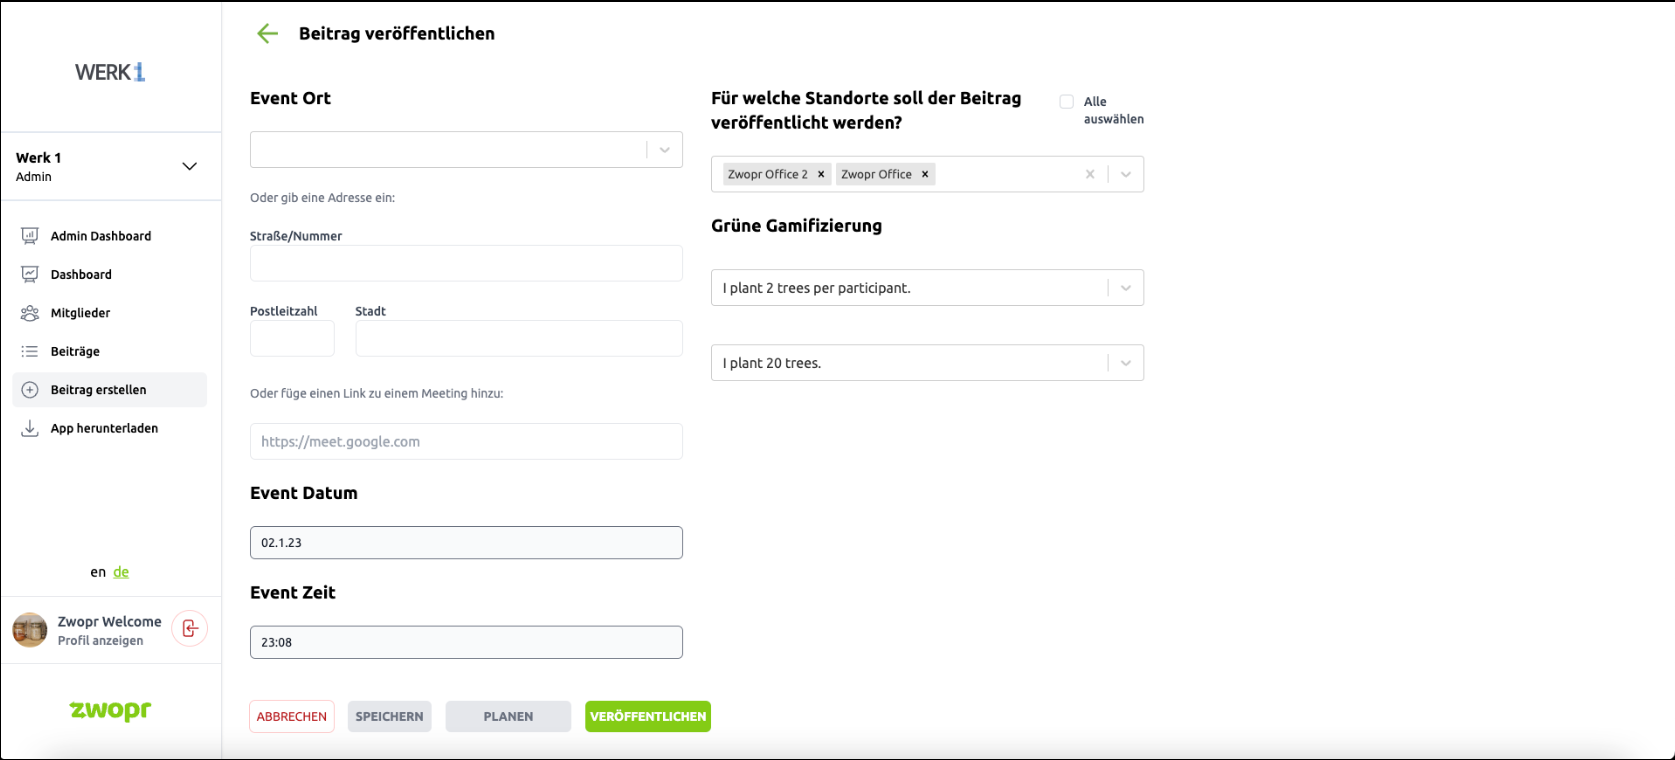 WERK1
Werk 1
Admin
Admin Dashboard
Dashboard
Mitglieder
Beiträge
Beitrag erstellen
App herunterladen
en de
Zwopr Welcome
Profil anzeigen
zwopr
Beitrag veröffentlichen
Event Ort
Oder gib eine Adresse ein:
Straße/Nummer
Postleitzahl Stadt
Oder füge einen Link zu einem Meeting hinzu:
https://meet.google.com
Event Datum
02.1.23
Event Zeit
23:08
ABBRECHEN SPEICHERN PLANEN VERÖFFENTLICHEN
Für welche Standorte soll der Beitrag
veröffentlicht werden?
Alle
auswählen
Zwopr Office 2 × Zwopr Office ×
Grüne Gamifizierung
I plant 2 trees per participant.
I plant 20 trees.